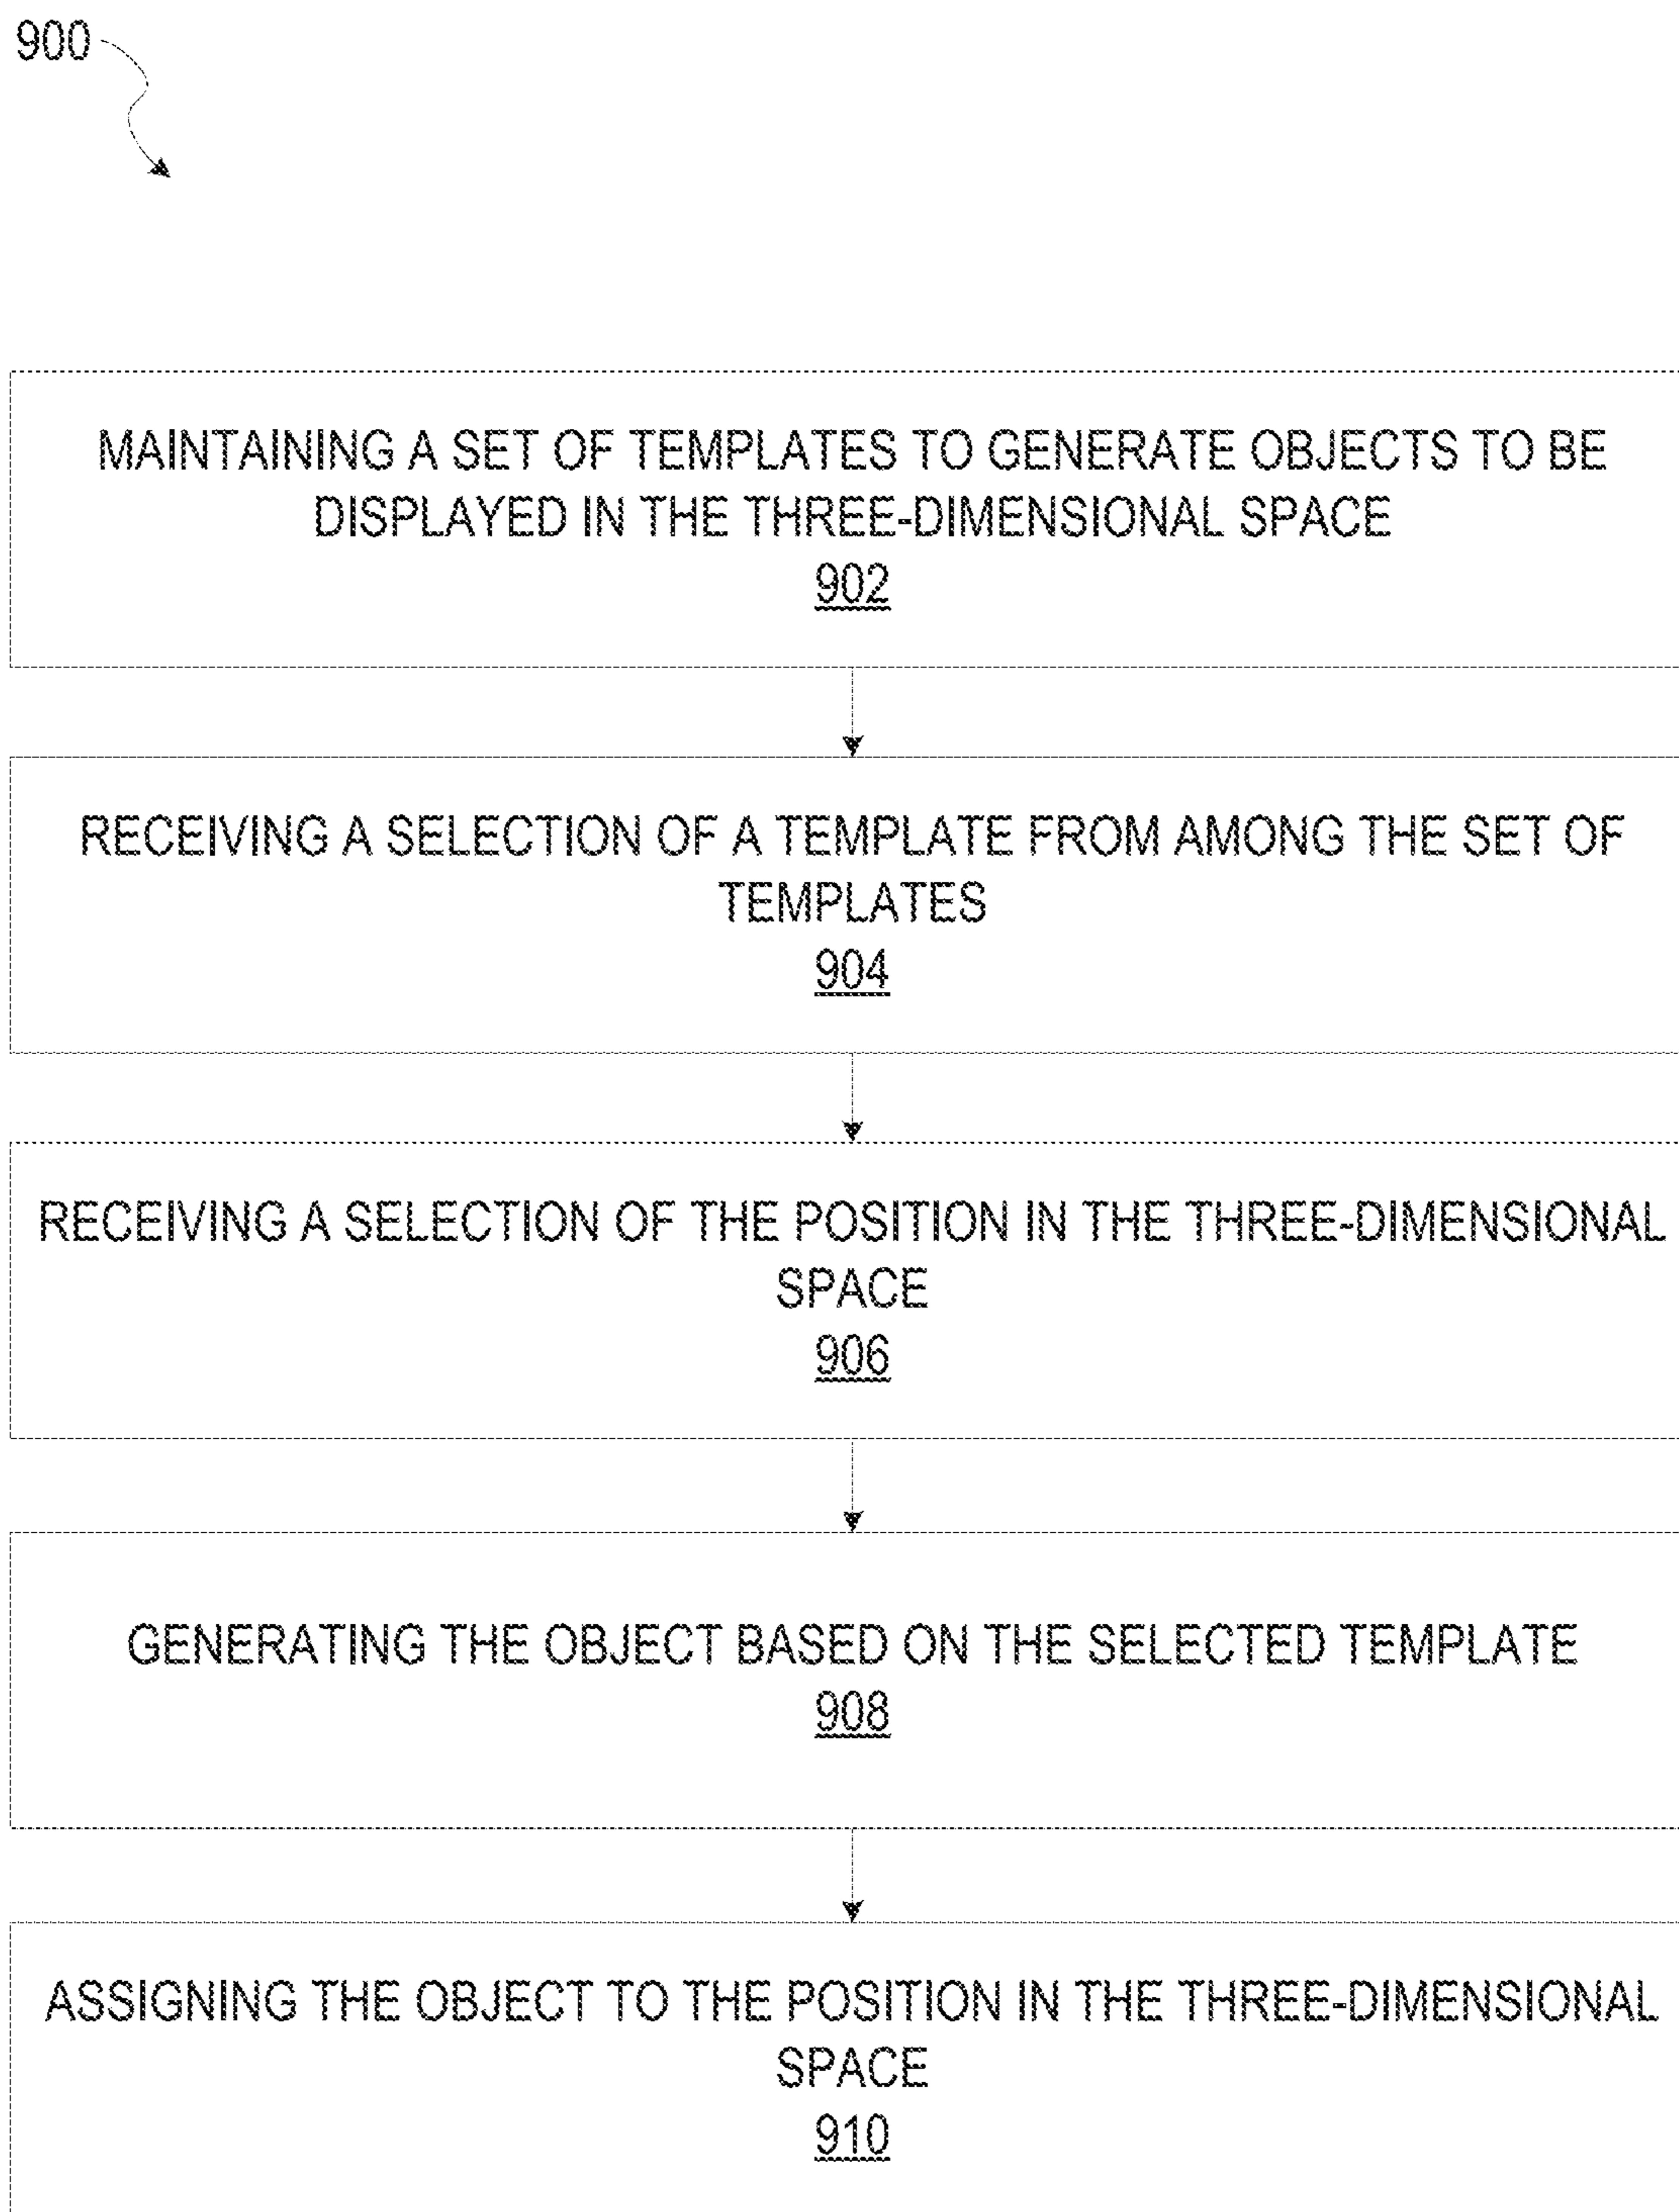 900
MAINTAINING A SET OF TEMPLATES TO GENERATE OBJECTS TO BE
DISPLAYED IN THE THREE-DIMENSIONAL SPACE
902
RECEIVING A SELECTION OF A TEMPLATE FROM AMONG THE SET OF
TEMPLATES
904
RECEIVING A SELECTION OF THE POSITION IN THE THREE-DIMENSIONAL
SPACE
906
GENERATING THE OBJECT BASED ON THE SELECTED TEMPLATE
908
ASSIGNING THE OBJECT TO THE POSITION IN THE THREE-DIMENSIONAL
SPACE
910